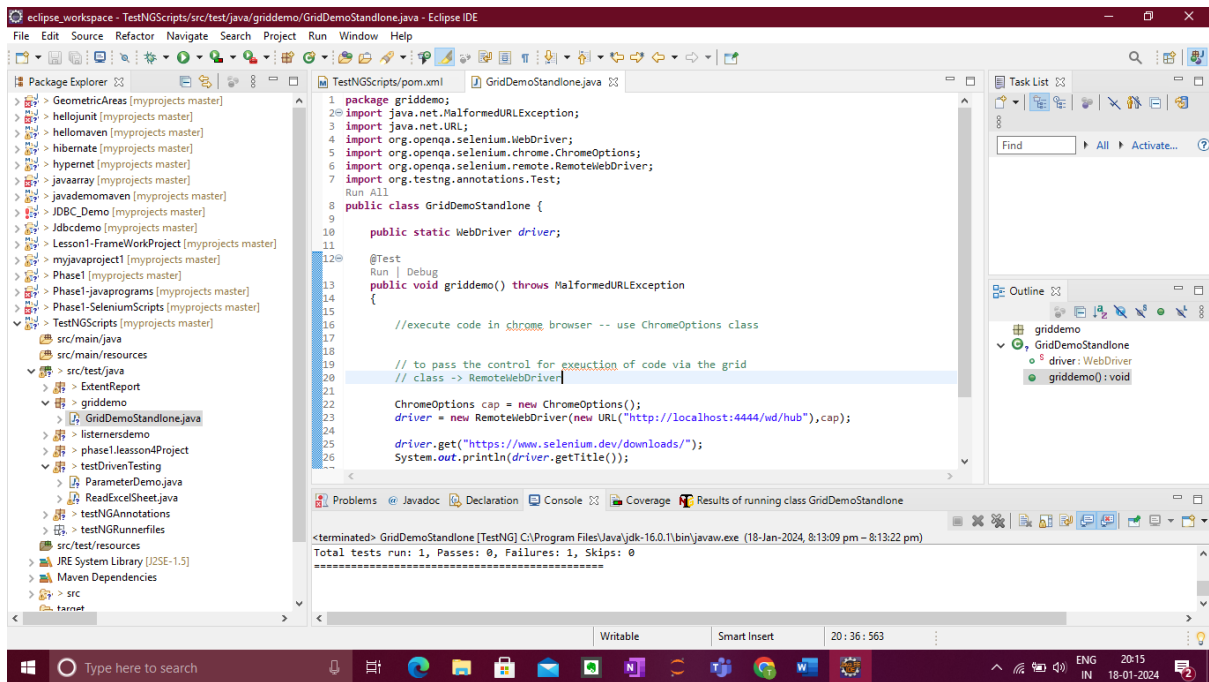 eclipse_workspace - TestNGScripts/src/test/java/griddemo/GridDemoStandlone.java - Eclipse IDE
File Edit Source Refactor Navigate Search Project Run Window Help
Package Explorer
> GeometricAreas [myprojects master]
> hellojunit [myprojects master]
> hellomaven [myprojects master]
> hibernate [myprojects master]
> hypernet [myprojects master]
> javaarray [myprojects master]
> javademomaven [myprojects master]
> JDBC_Demo [myprojects master]
> Jdbcdemo [myprojects master]
> Lesson1-FrameWorkProject [myprojects master]
> myjavaproject1 [myprojects master]
> Phase1 [myprojects master]
> Phase1-javaprograms [myprojects master]
> Phase1-SeleniumScripts [myprojects master]
> TestNGScripts [myprojects master]
src/main/java
src/main/resources
> src/test/java
> ExtentReport
> griddemo
GridDemoStandlone.java
> listernersdemo
> phase1.leasson4Project
> testDrivenTesting
ParameterDemo.java
ReadExcelSheet.java
> testNGAnnotations
> testNGRunnerfiles
src/test/resources
JRE System Library [J2SE-1.5]
Maven Dependencies
> src
target
TestNGScripts/pom.xml GridDemoStandlone.java
1 package griddemo;
2 import java.net.MalformedURLException;
3 import java.net.URL;
4 import org.openqa.selenium.WebDriver;
5 import org.openqa.selenium.chrome.ChromeOptions;
6 import org.openqa.selenium.remote.RemoteWebDriver;
7 import org.testng.annotations.Test;
Run All
8 public class GridDemoStandlone {
9
10 public static WebDriver driver;
11
12 @Test
Run | Debug
13 public void griddemo() throws MalformedURLException
14 {
15
16 //execute code in chrome browser -- use ChromeOptions class
17
18
19 // to pass the control for exeuction of code via the grid
20 // class -> RemoteWebDriver
21
22 ChromeOptions cap = new ChromeOptions();
23 driver = new RemoteWebDriver(new URL("http://localhost:4444/wd/hub"),cap);
24
25 driver.get("https://www.selenium.dev/downloads/");
26 System.out.println(driver.getTitle());
Task List
Find All Activate...
Outline
griddemo
GridDemoStandlone
S driver : WebDriver
griddemo() : void
Problems @ Javadoc Declaration Console Coverage Results of running class GridDemoStandlone
<terminated> GridDemoStandlone [TestNG] C:\Program Files\Java\jdk-16.0.1\bin\javaw.exe (18-Jan-2024, 8:13:09 pm – 8:13:22 pm)
Total tests run: 1, Passes: 0, Failures: 1, Skips: 0
===============================================
Writable Smart Insert 20 : 36 : 563
Type here to search
ENG
IN
20:15
18-01-2024
2